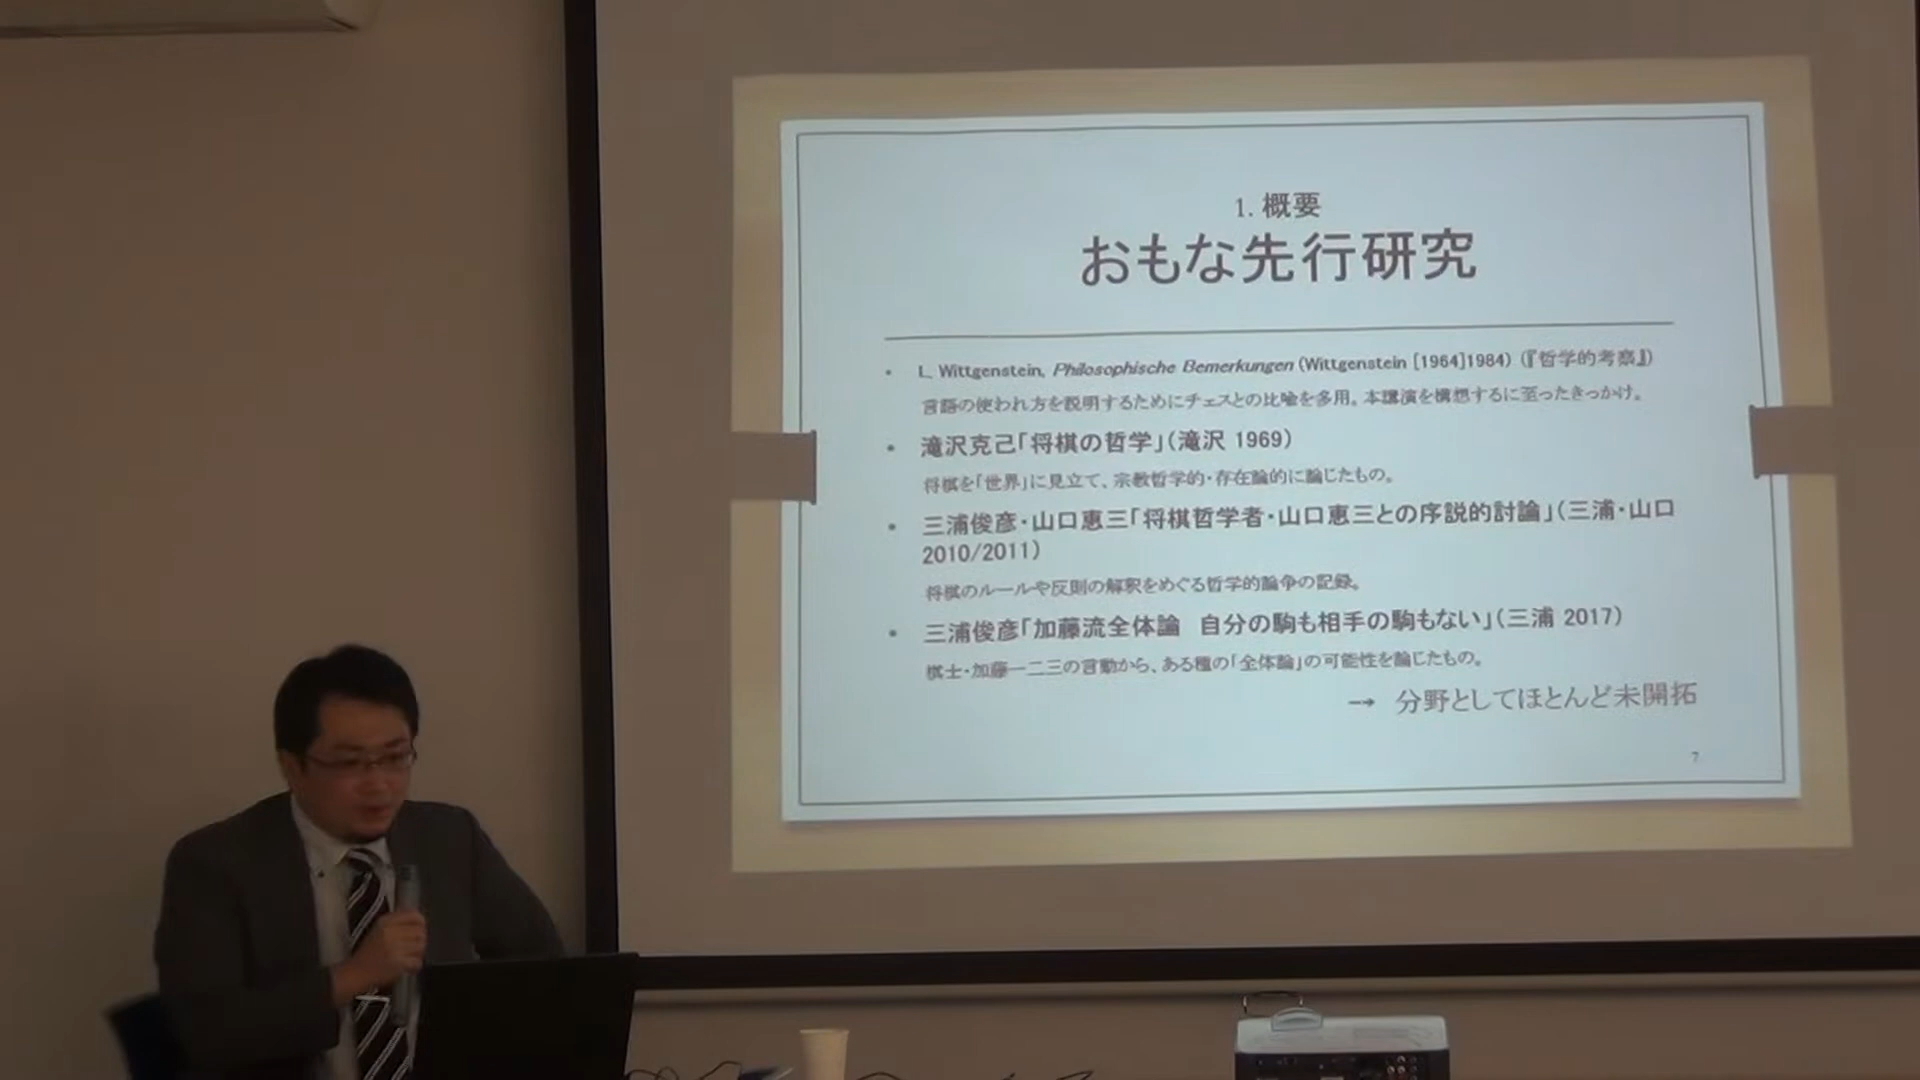 1. 概要
おもな先行研究
• L. Wittgenstein, Philosophische Bemerkungen (Wittgenstein [1964]1984) (『哲学的考察』)
言語の使われ方を説明するためにチェスとの比喩を多用。本講演を構想するに至ったきっかけ。
• 滝沢克己「将棋の哲学」(滝沢 1969)
将棋を「世界」に見立て、宗教哲学的・存在論的に論じたもの。
• 三浦俊彦・山口恵三「将棋哲学者・山口恵三との序説的討論」(三浦・山口
2010/2011)
将棋のルールや反則の解釈をめぐる哲学的論争の記録。
• 三浦俊彦「加藤流全体論 自分の駒も相手の駒もない」(三浦 2017)
棋士・加藤一二三の言動から、ある種の「全体論」の可能性を論じたもの。
→ 分野としてほとんど未開拓
7